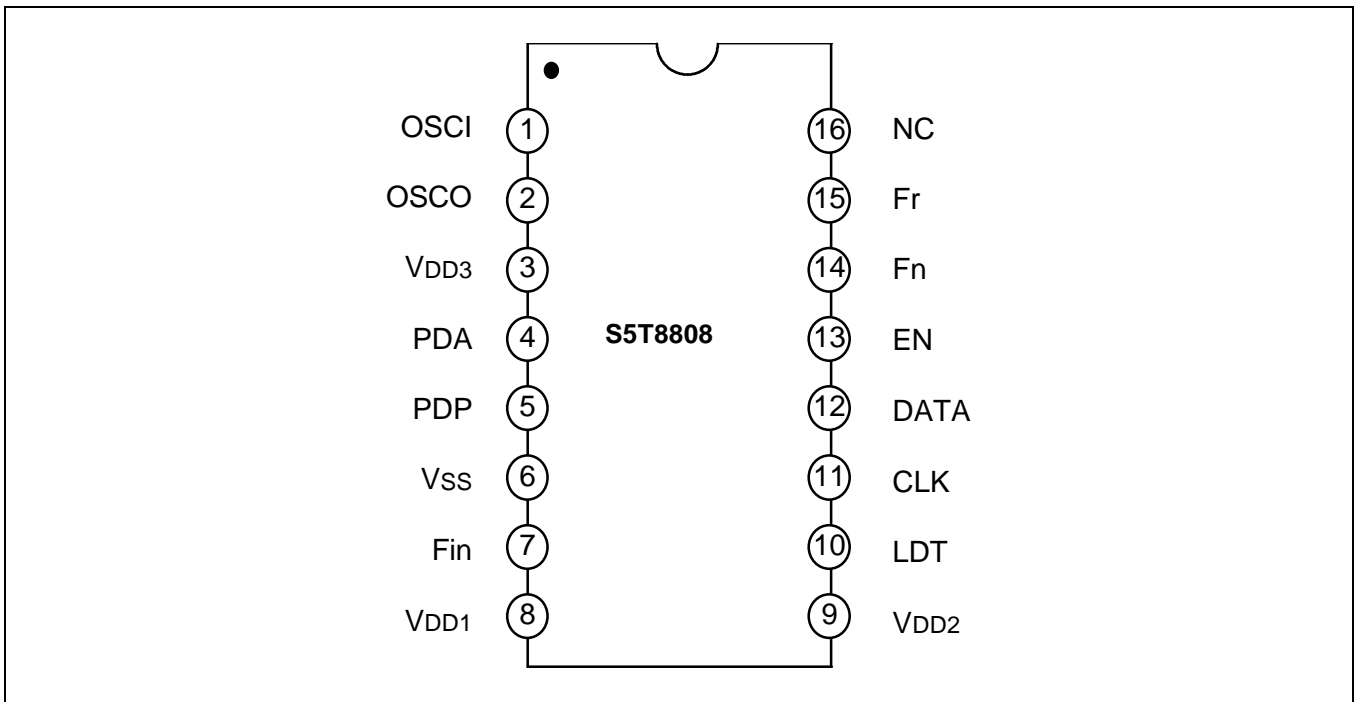 OSCI 1 16 NC
OSCO 2 15 Fr
VDD3 3 14 Fn
PDA 4 S5T8808 13 EN
PDP 5 12 DATA
VSS 6 11 CLK
Fin 7 10 LDT
VDD1 8 9 VDD2